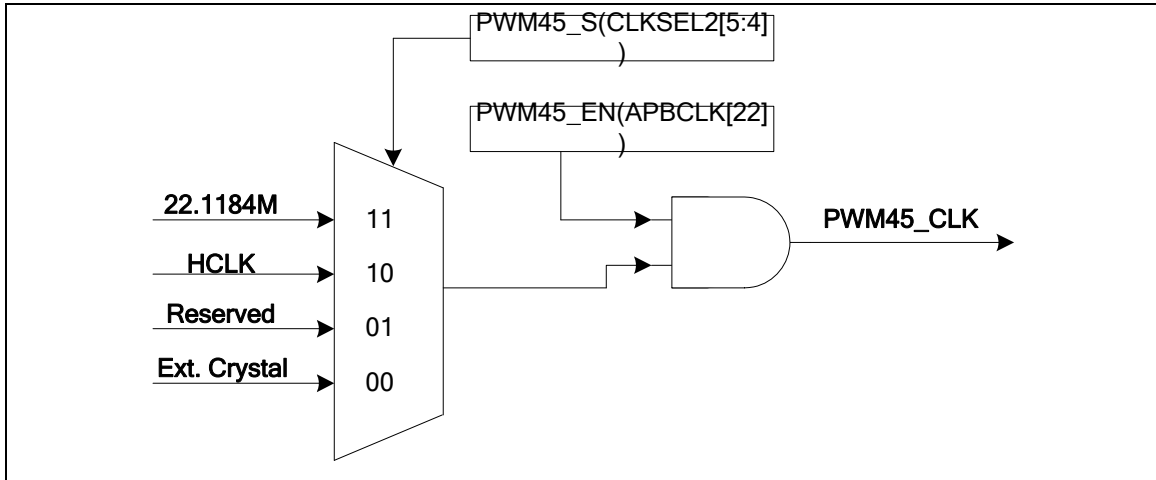 PWM45_S(CLKSEL2[5:4]
)
PWM45_EN(APBCLK[22]
)
22.1184M
11
PWM45_CLK
HCLK
10
Reserved
01
Ext. Crystal
00